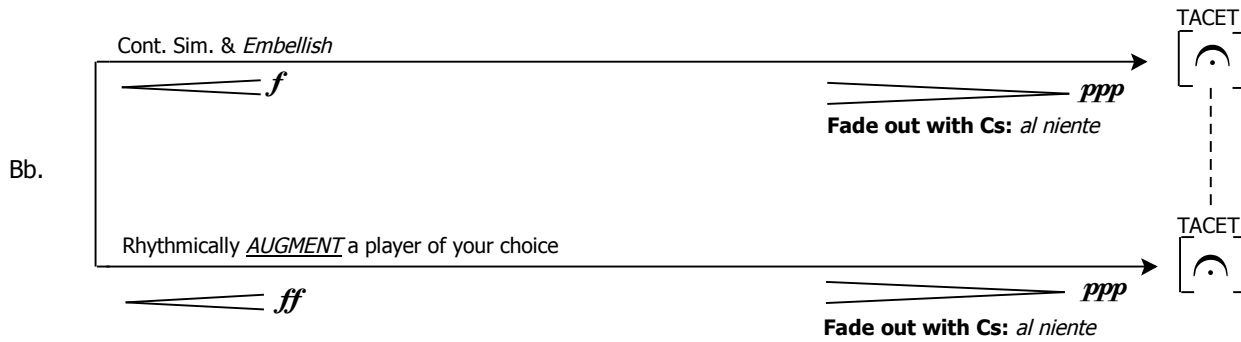 TACET
Cont. Sim. & Embellish
f
ppp
Fade out with Cs: al niente
Bb.
TACET
Rhythmically AUGMENT a player of your choice
ff
ppp
Fade out with Cs: al niente